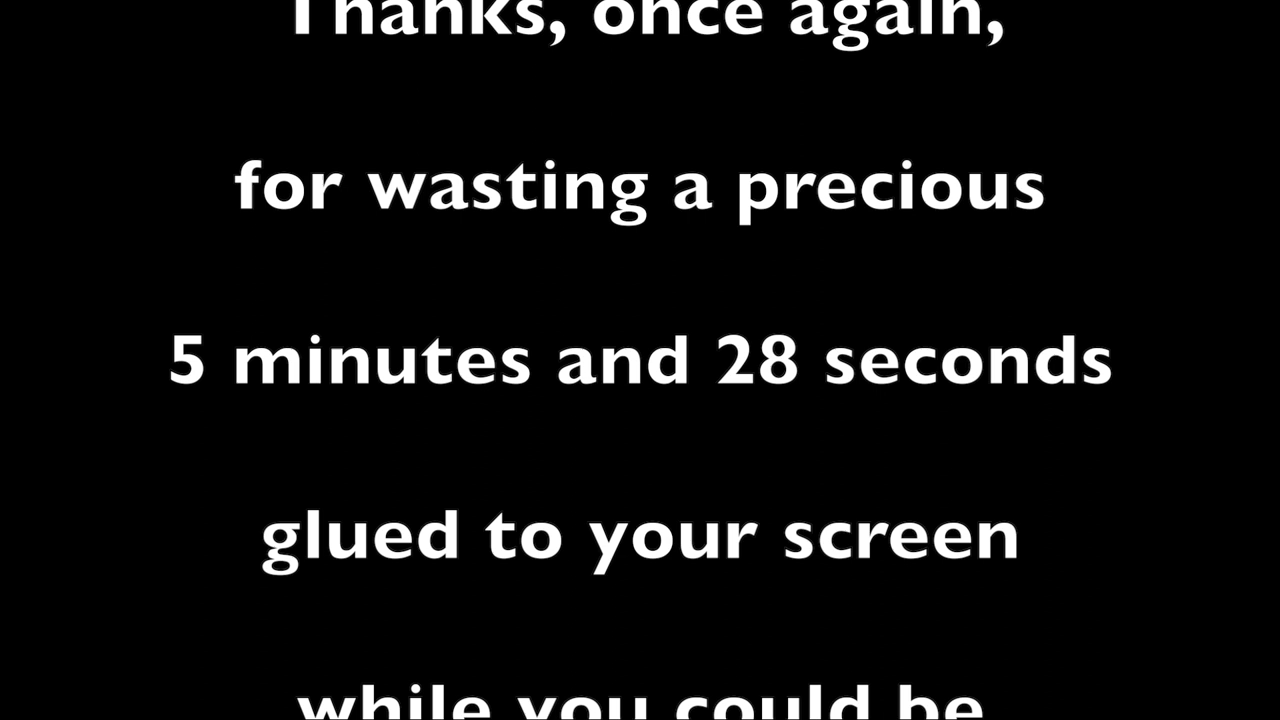 Thanks, once again,
for wasting a precious
5 minutes and 28 seconds
glued to your screen
while you could be